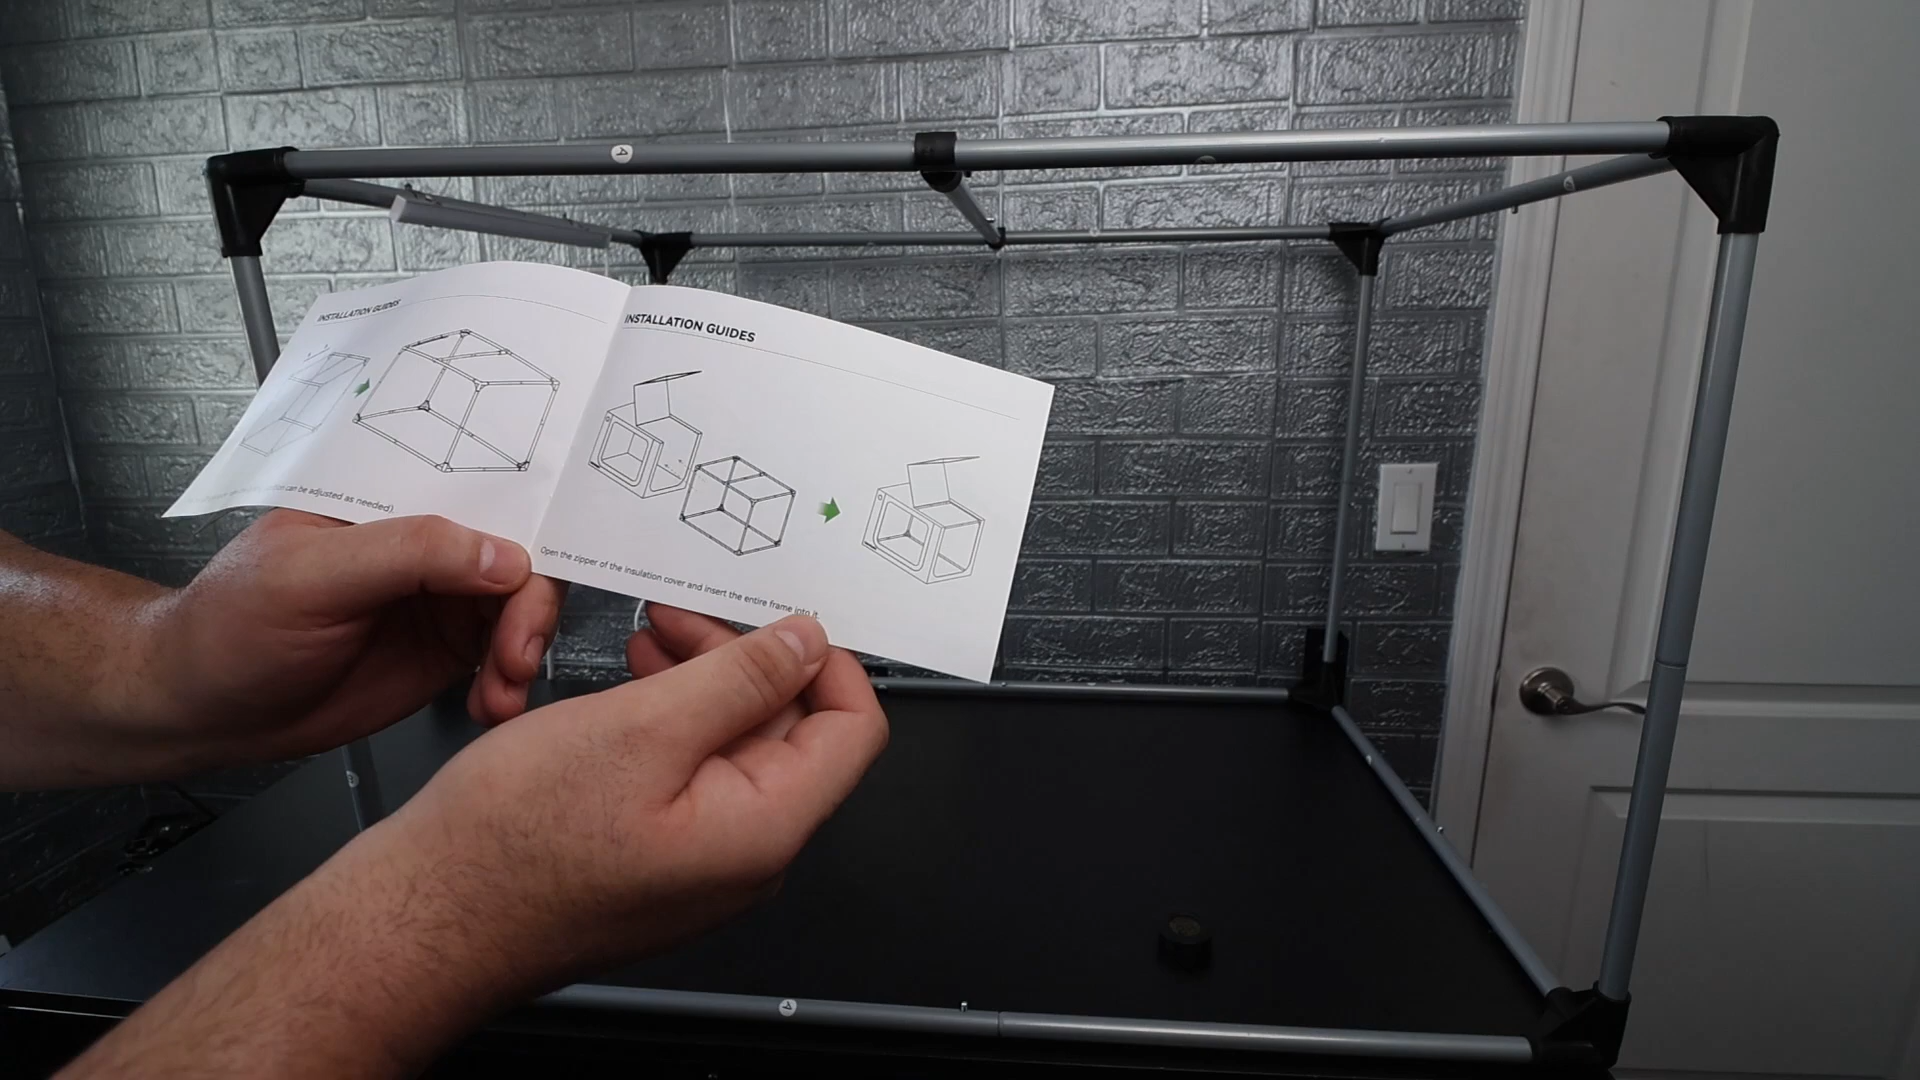 INSTALLATION GUIDES
can be adjusted as needed).
INSTALLATION GUIDES
Open the zipper of the insulation cover and insert the entire frame into it.
A
A